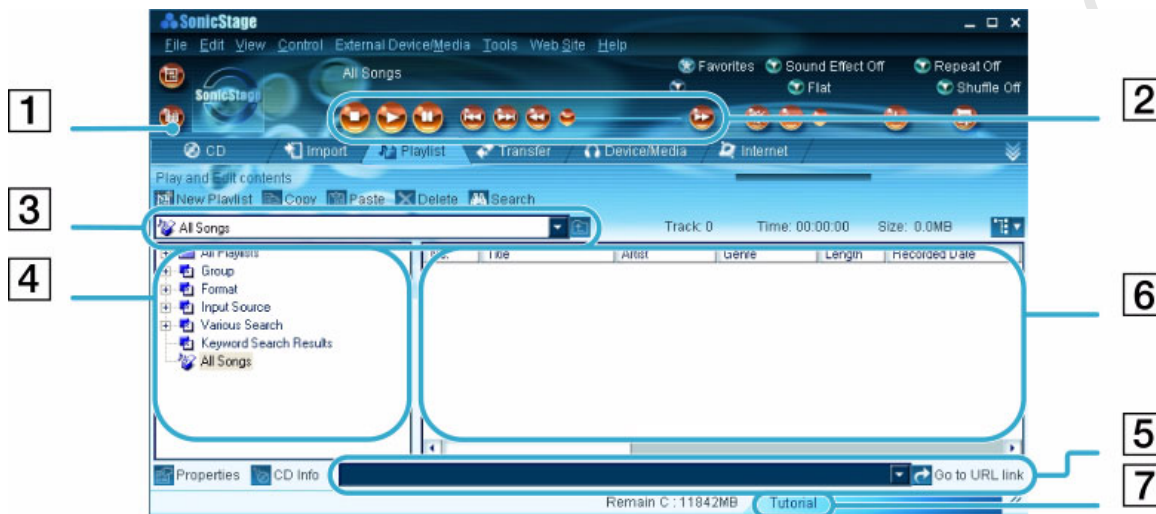 SonicStage
File Edit View Control External Device/Media Tools Web Site Help
All Songs
Favorites Sound Effect Off Repeat Off
Flat Shuffle Off
SonicStage
1
2
CD Import Playlist Transfer Device/Media Internet
Play and Edit contents
New Playlist Copy Paste Delete Search
3
All Songs Track: 0 Time: 00:00:00 Size: 0.0MB
All Playlists No. Title Artist Genre Length Recorded Date
4
Group
Format
6
Input Source
Various Search
Keyword Search Results
All Songs
5
Properties CD Info Go to URL link
7
Remain C : 11842MB Tutorial